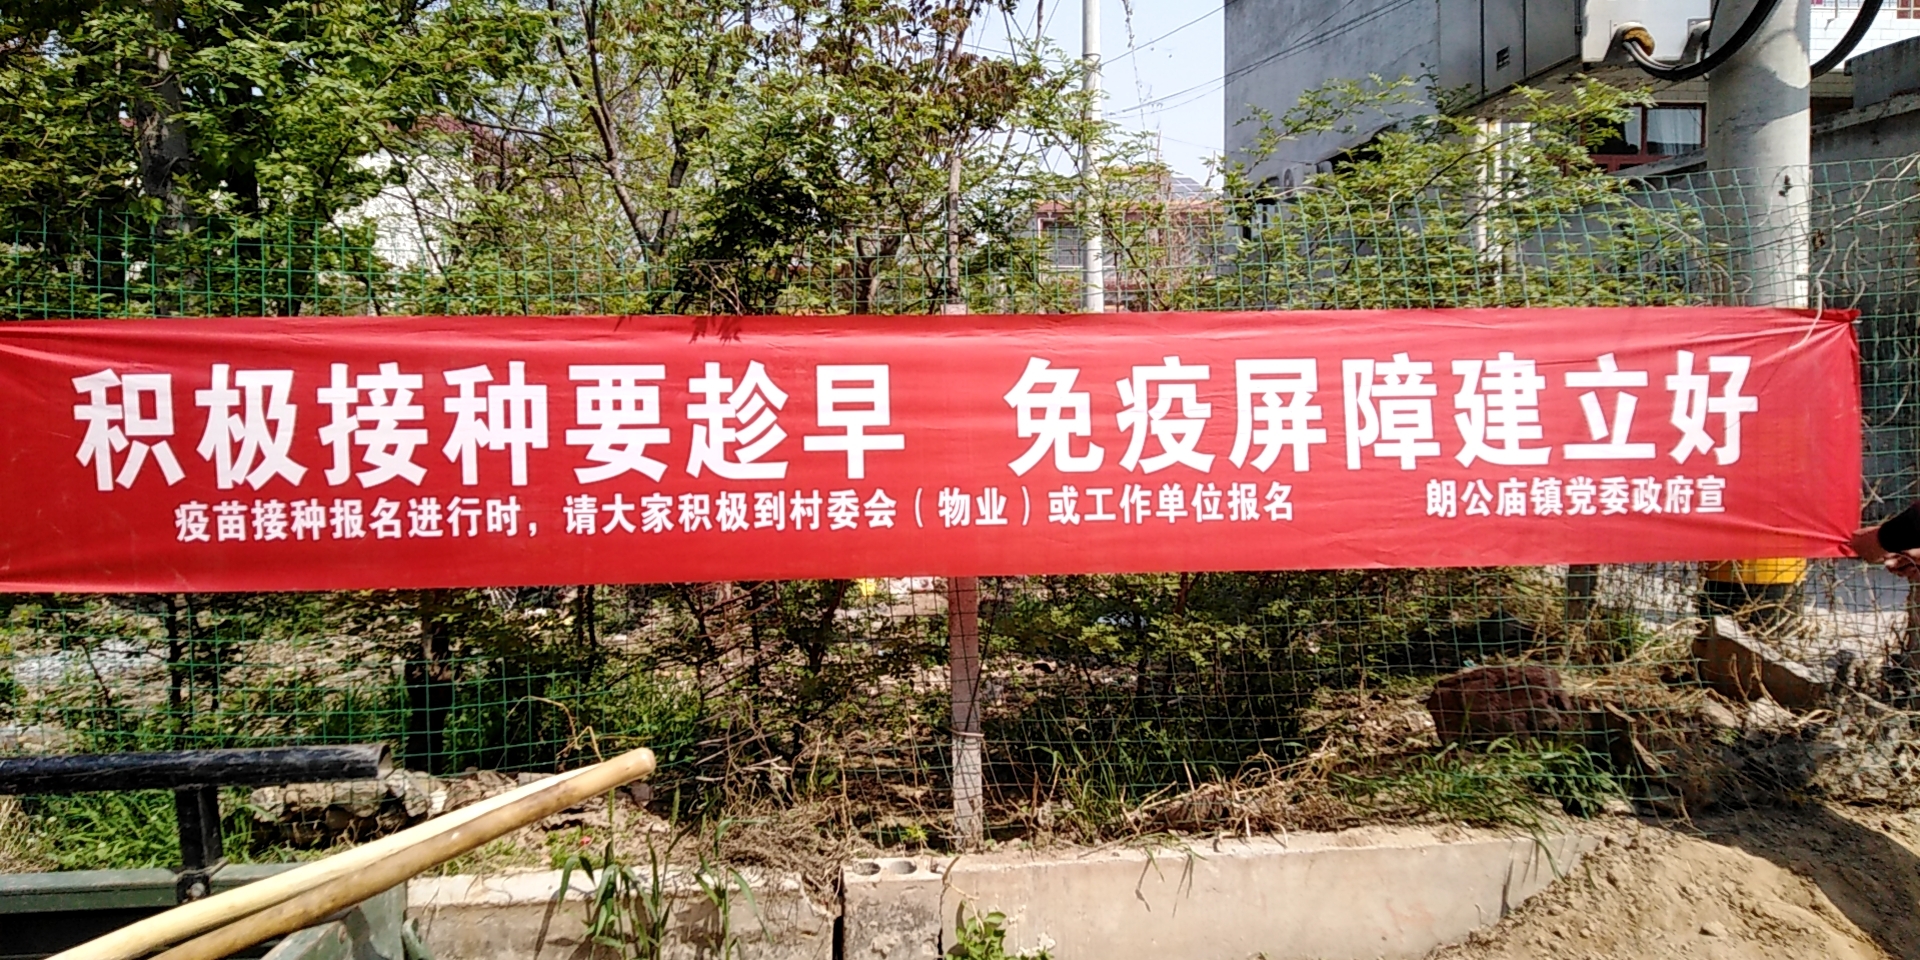 积极接种要趁早 免疫屏障建立好
疫苗接种报名进行时，请大家积极到村委会（物业）或工作单位报名 朗公庙镇党委政府宣